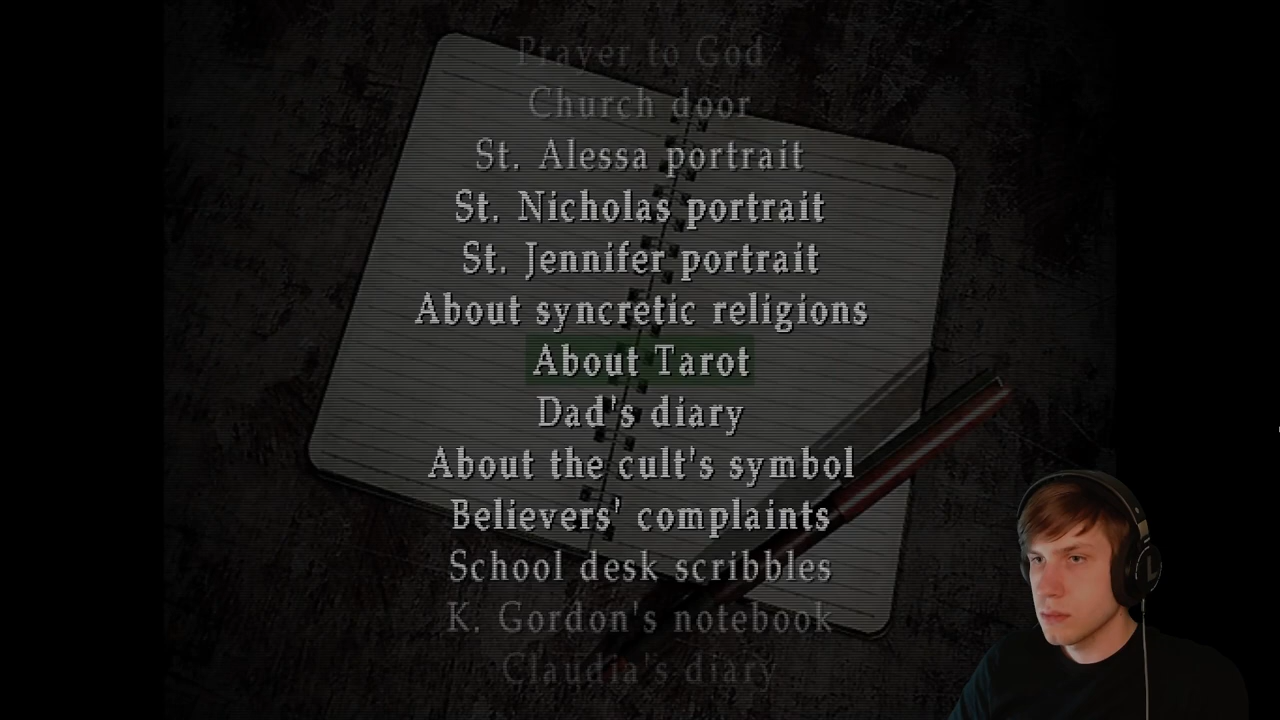 Prayer to God
Church door
St. Alessa portrait
St. Nicholas portrait
St. Jennifer portrait
About syncretic religions
About Tarot
Dad's diary
About the cult's symbol
Believers' complaints
School desk scribbles
K. Gordon's notebook
Claudia's diary